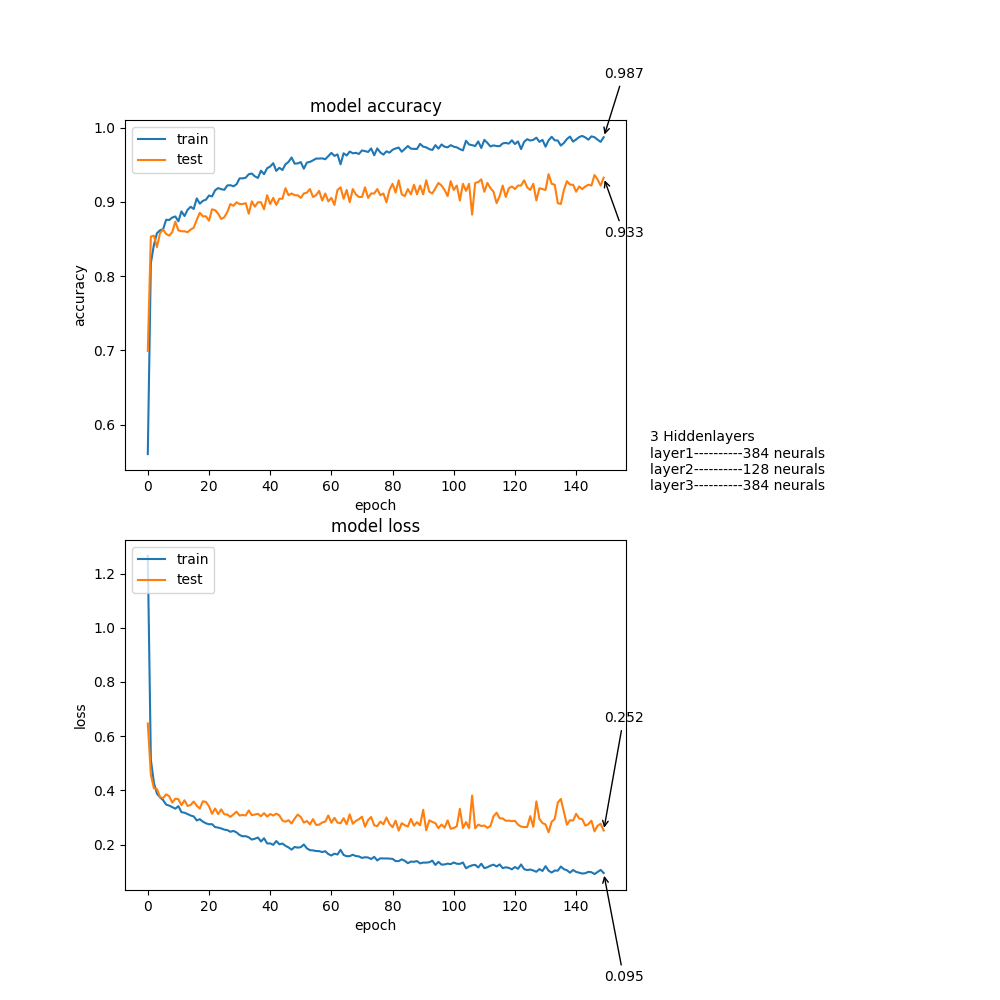 0.987
model accuracy
1.0
0.9
0.8
0.7
0.6
accuracy
train
test
0.933
0 20 40 60 80 100 120 140
epoch
3 Hiddenlayers
layer1----------384 neurals
layer2----------128 neurals
layer3----------384 neurals
model loss
1.2
1.0
0.8
0.6
0.4
0.2
loss
train
test
0.252
0 20 40 60 80 100 120 140
epoch
0.095